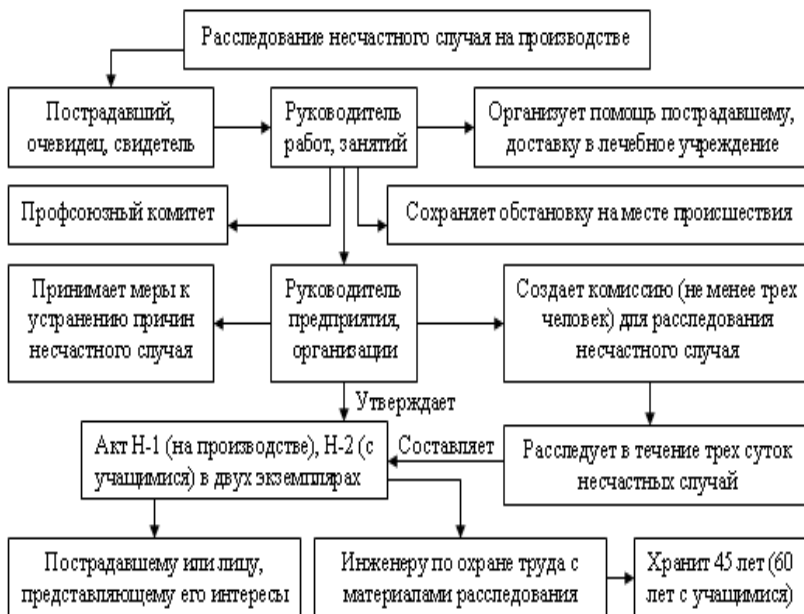 Расследование несчастного случая на производстве
Пострадавший,
очевидец, свидетель
Руководитель
работ, занятий
Организует помощь пострадавшему,
доставку в лечебное учреждение
Профсоюзный комитет
Сохраняет обстановку на месте происшествия
Принимает меры к
устранению причин
несчастного случая
Руководитель
предприятия,
организации
Создает комиссию (не менее трех
человек) для расследования
несчастного случая
Утверждает
Акт Н-1 (на производстве), Н-2 (с
учащимися) в двух экземплярах
Составляет
Расследует в течение трех суток
несчастных случай
Пострадавшему или лицу,
представляющему его интересы
Инженеру по охране труда с
материалами расследования
Хранит 45 лет (60
лет с учащимися)